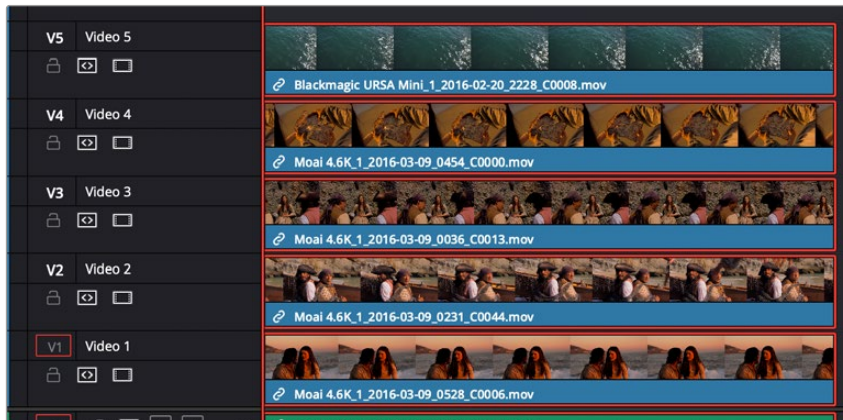 V5 Video 5
Blackmagic URSA Mini_1_2016-02-20_2228_C0008.mov
V4 Video 4
Moai 4.6K_1_2016-03-09_0454_C0000.mov
V3 Video 3
Moai 4.6K_1_2016-03-09_0036_C0013.mov
V2 Video 2
Moai 4.6K_1_2016-03-09_0231_C0044.mov
V1 Video 1
Moai 4.6K_1_2016-03-09_0528_C0006.mov